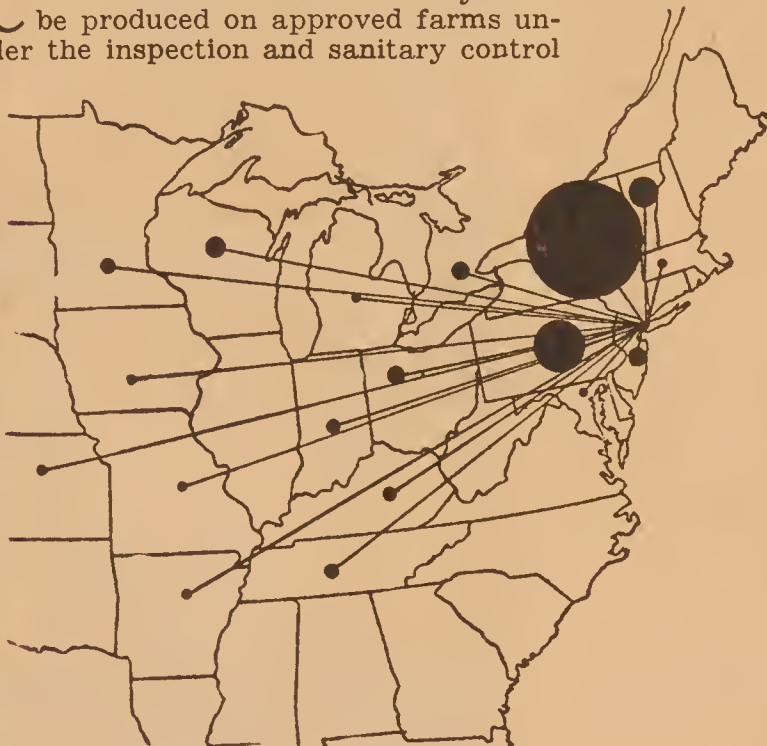 be produced on approved farms un-
der the inspection and sanitary control